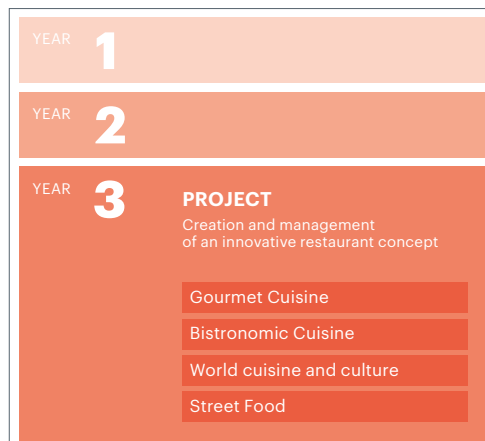 YEAR 1
YEAR 2
YEAR 3
PROJECT
Creation and management
of an innovative restaurant concept
Gourmet Cuisine
Bistronomic Cuisine
World cuisine and culture
Street Food